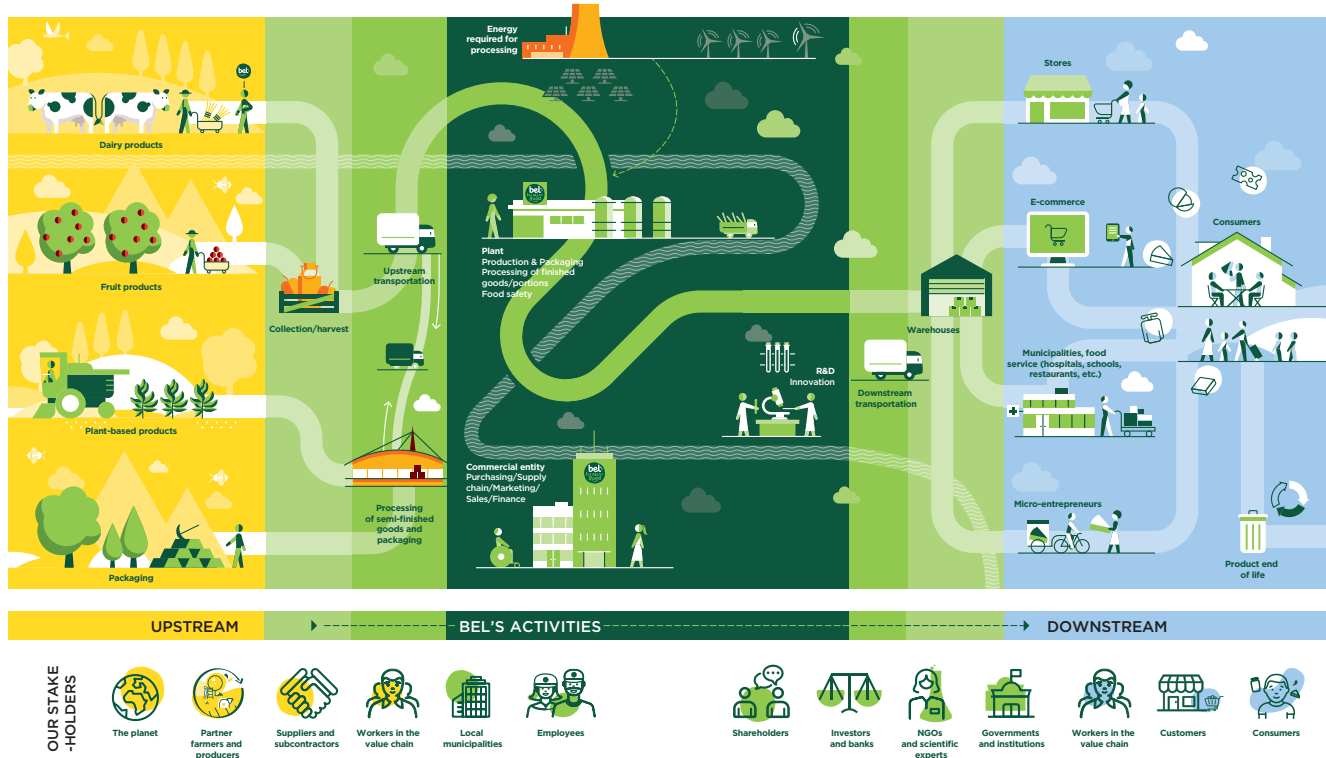 Energy
required for
processing
bel
Dairy products
Fruit products
Plant-based products
Packaging
Collection/harvest
Upstream
transportation
Processing
of semi-finished
goods and
packaging
bel
Plant
Production & Packaging
Processing of finished
goods/portions
Food safety
R&D
Innovation
Commercial entity
Purchasing/Supply
chain/Marketing/
Sales/Finance
bel
Downstream
transportation
Warehouses
Stores
E-commerce
Consumers
Municipalities, food
service (hospitals, schools,
restaurants, etc.)
Micro-entrepreneurs
Product end
of life
UPSTREAM
BEL'S ACTIVITIES
DOWNSTREAM
OUR STAKE
-HOLDERS
The planet
Partner
farmers and
producers
Suppliers and
subcontractors
Workers in the
value chain
Local
municipalities
Employees
Shareholders
Investors
and banks
NGOs
and scientific
experts
Governments
and institutions
Workers in the
value chain
Customers
Consumers